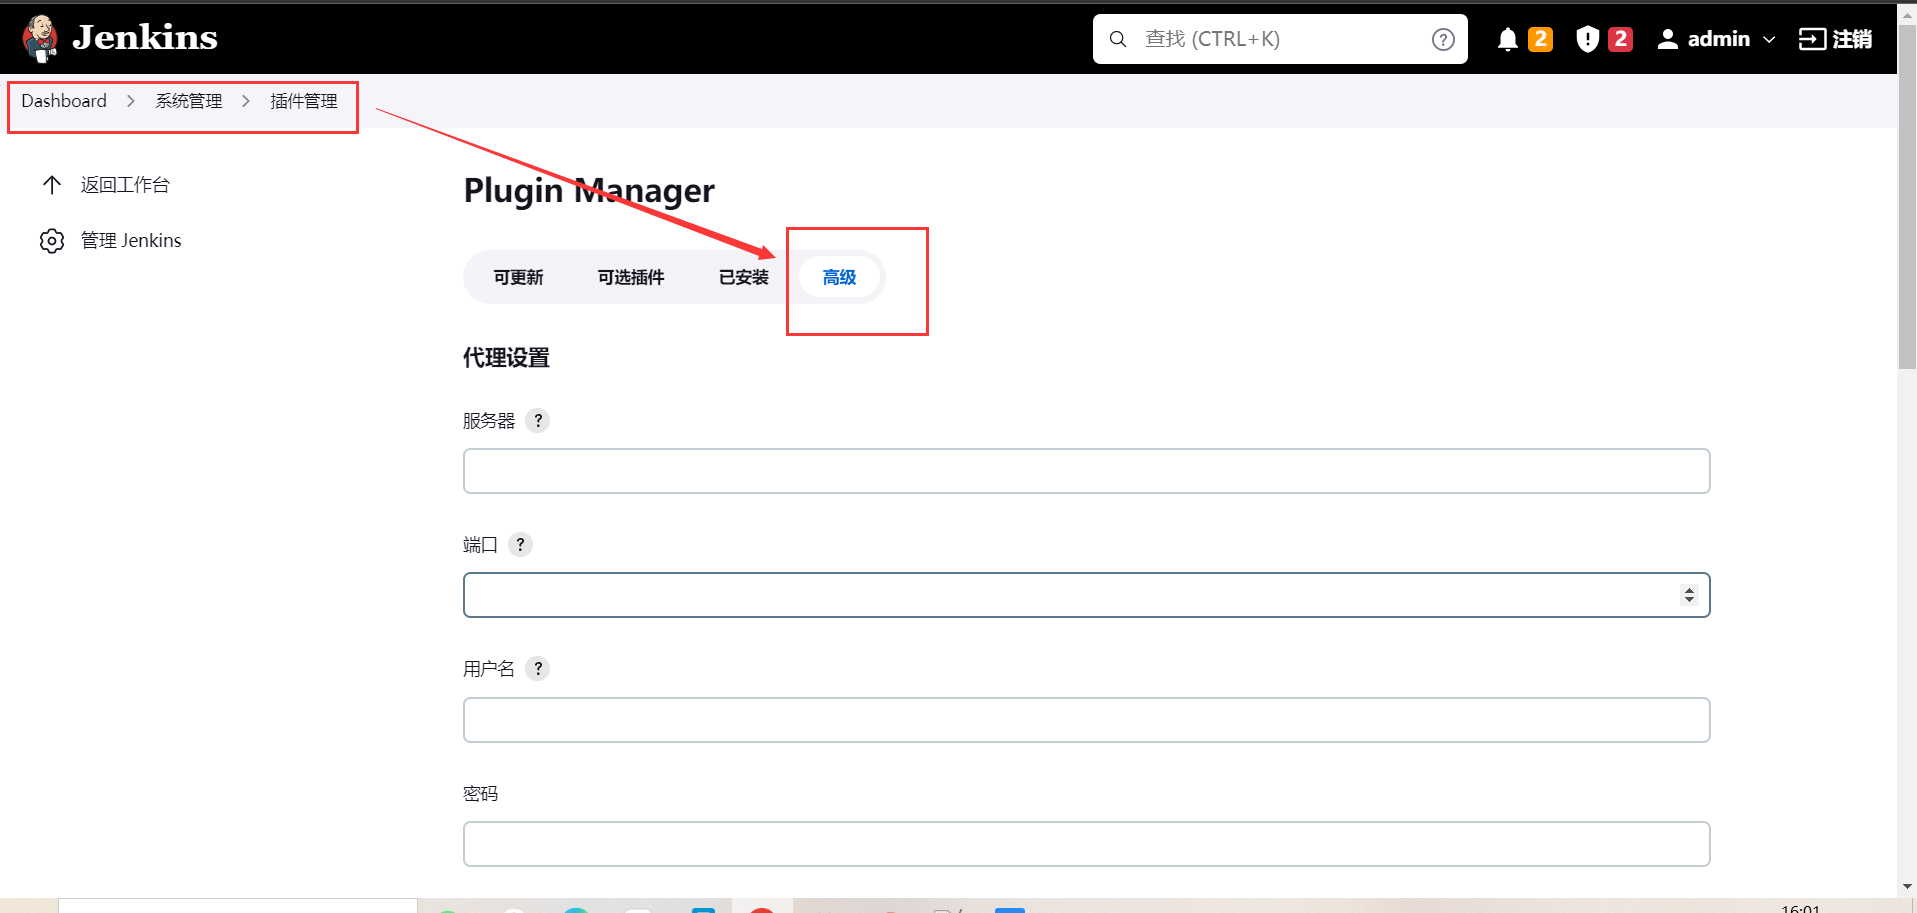 Jenkins
查找 (CTRL+K)
2
2
admin
注销
Dashboard > 系统管理 > 插件管理
返回工作台
管理 Jenkins
Plugin Manager
可更新 可选插件 已安装 高级
代理设置
服务器 ?
端口 ?
用户名 ?
密码
16:01